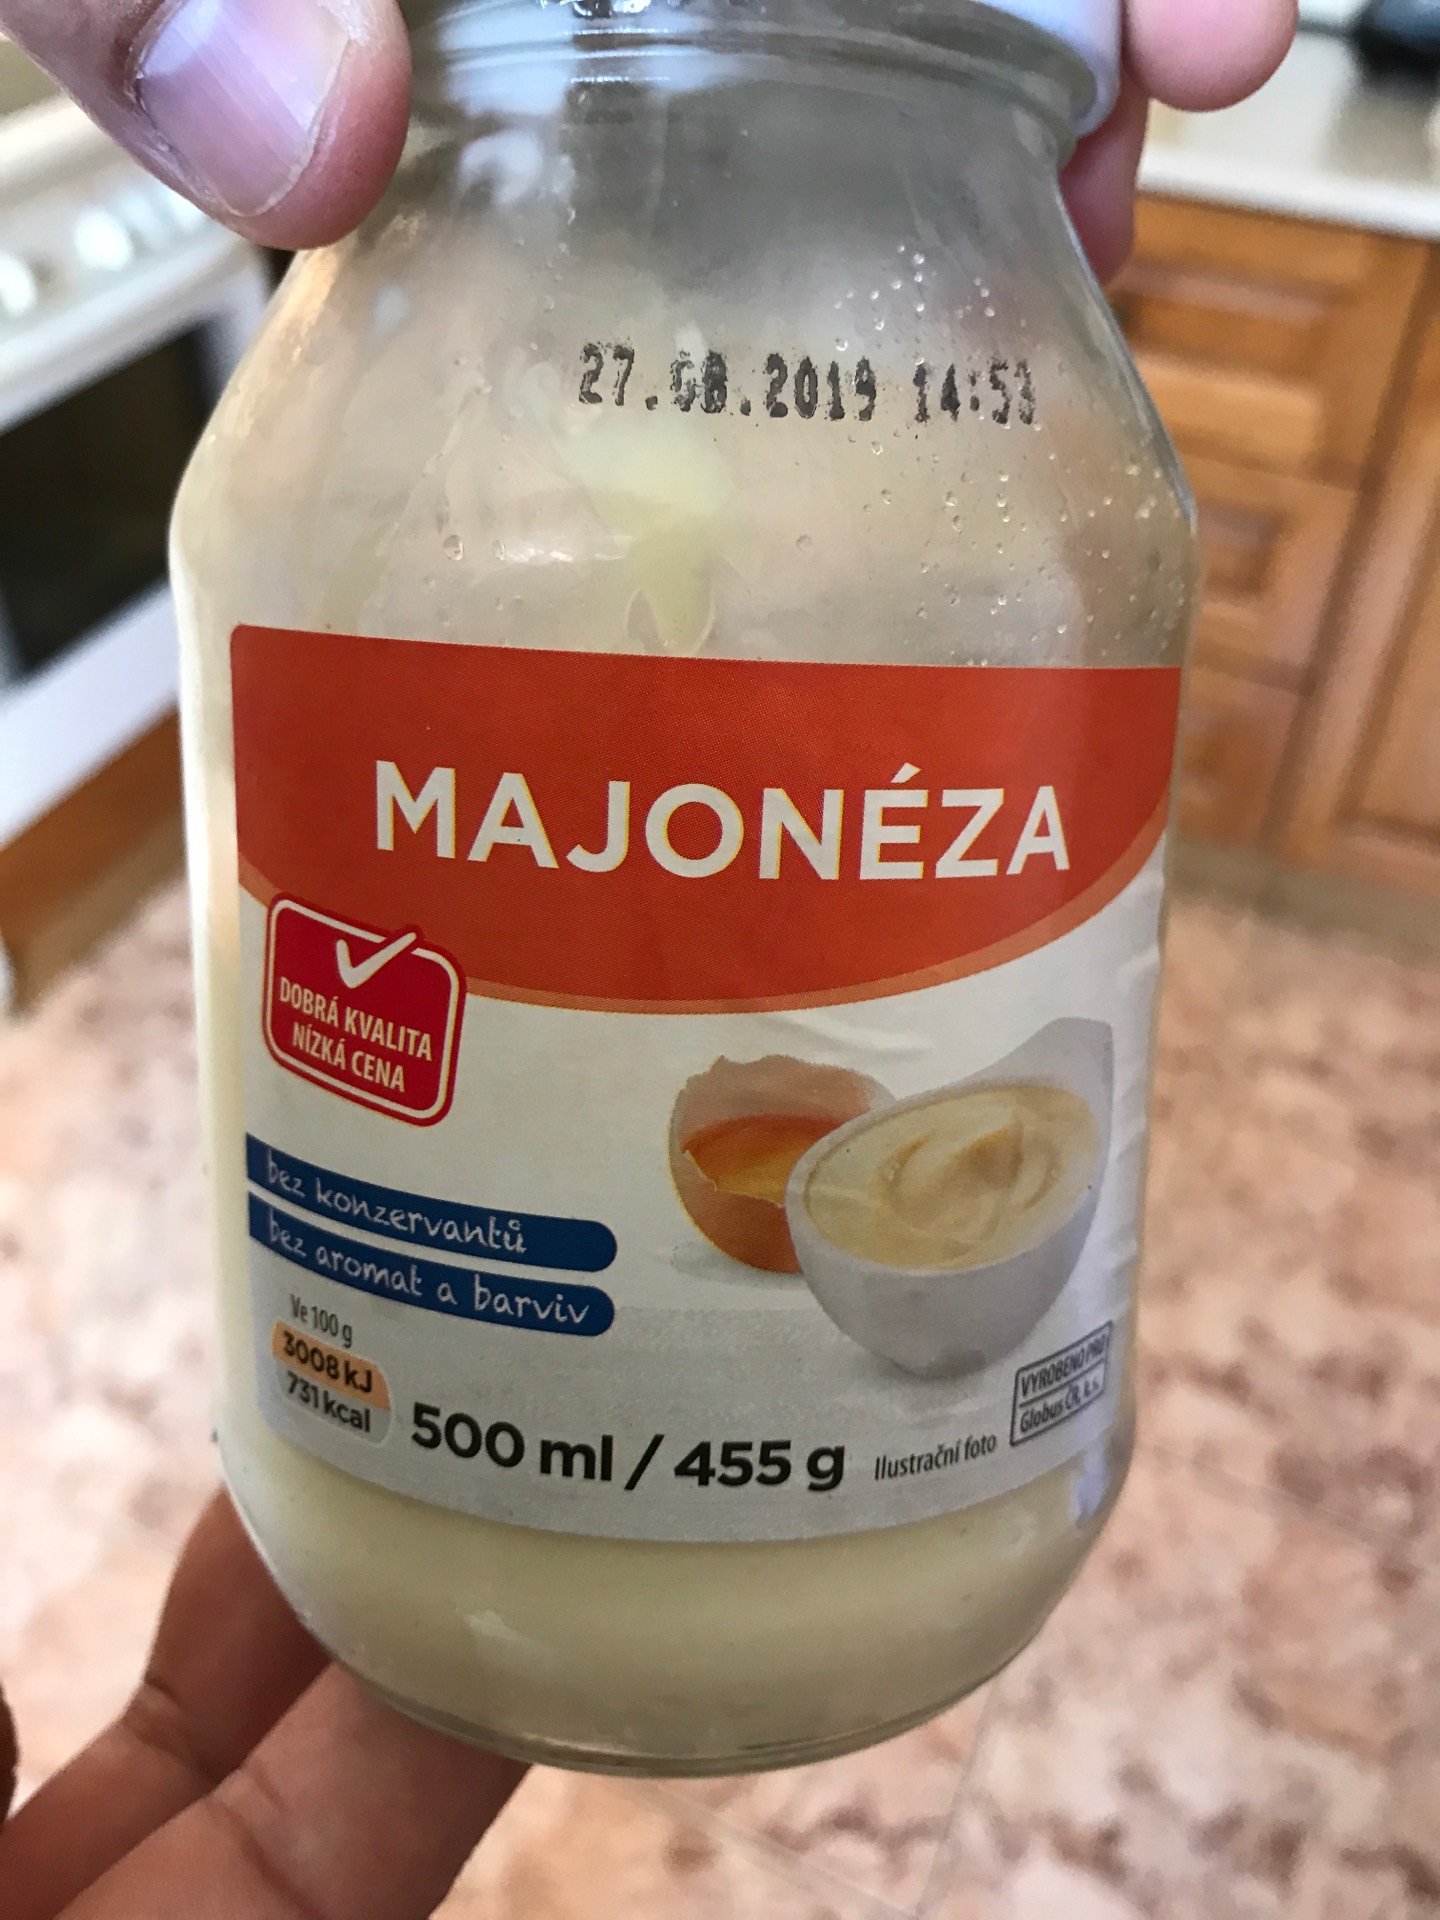 27.08.2019 14:53
MAJONÉZA
DOBRÁ KVALITA
NÍZKÁ CENA
bez konzervantů
bez aromat a barviv
Ve 100 g
3008 kJ
731 kcal
500 ml / 455 g
Ilustrační foto
VYROBENO PRO
Globus ČR, k.s.